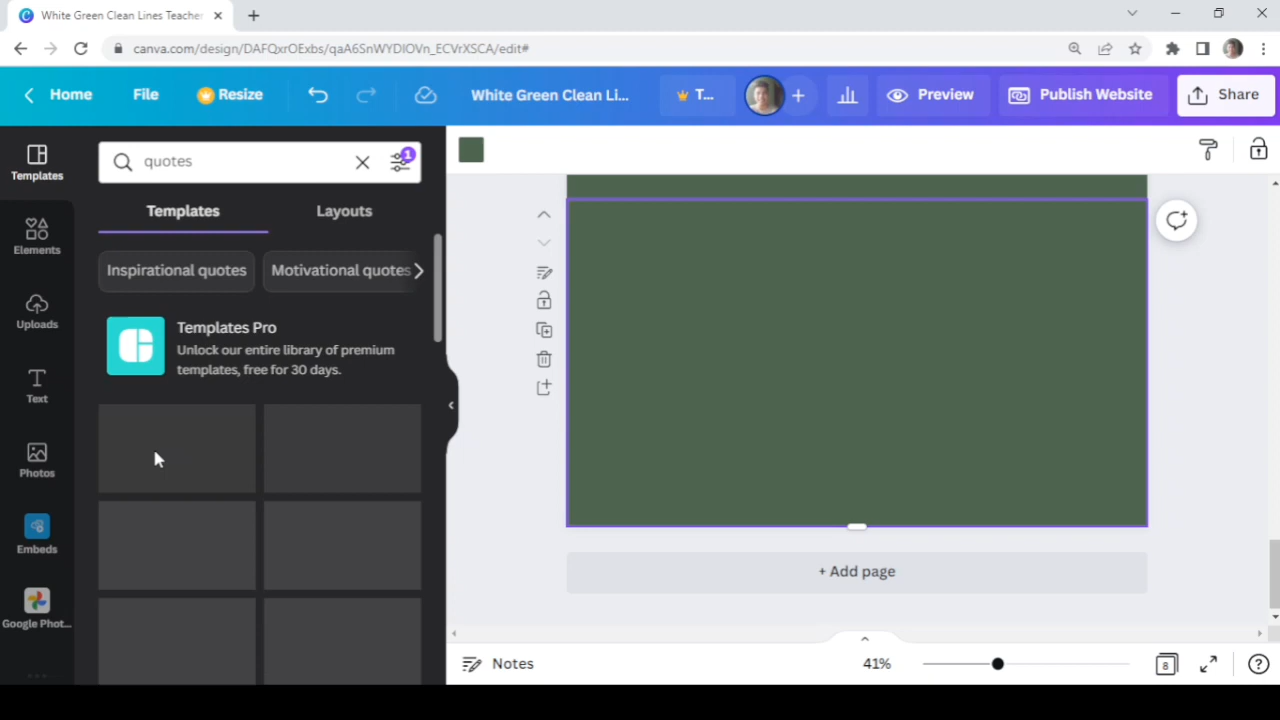 White Green Clean Lines Teacher
canva.com/design/DAFQxrOExbs/qaA6SnWYDIOVn_ECVrXSCA/edit#
Home
File
Resize
White Green Clean Li...
T...
Preview
Publish Website
Share
Templates
quotes
1
Templates
Layouts
Elements
Inspirational quotes
Motivational quotes
Uploads
Templates Pro
Unlock our entire library of premium
templates, free for 30 days.
Text
Photos
Embeds
Google Phot...
+ Add page
Notes
41%
8